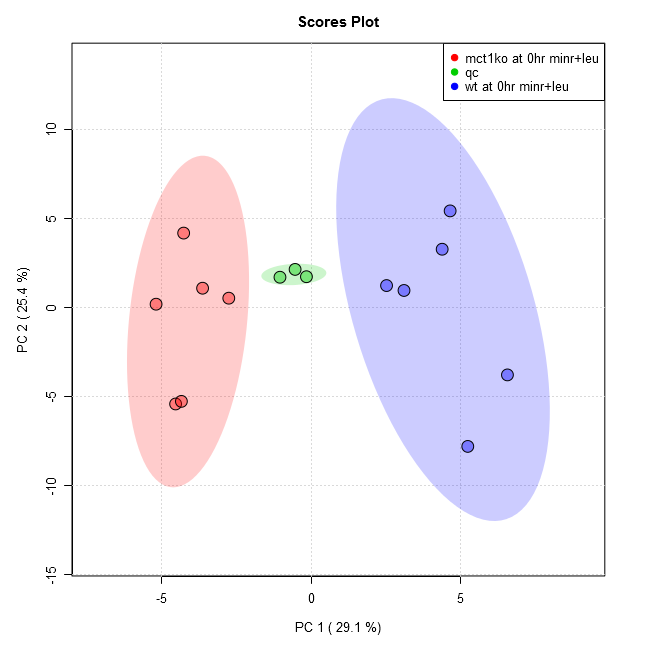 Scores Plot
mct1ko at 0hr minr+leu
qc
wt at 0hr minr+leu
10
5
0
-5
-10
-15
PC 2 ( 25.4 %)
-5
0
5
PC 1 ( 29.1 %)